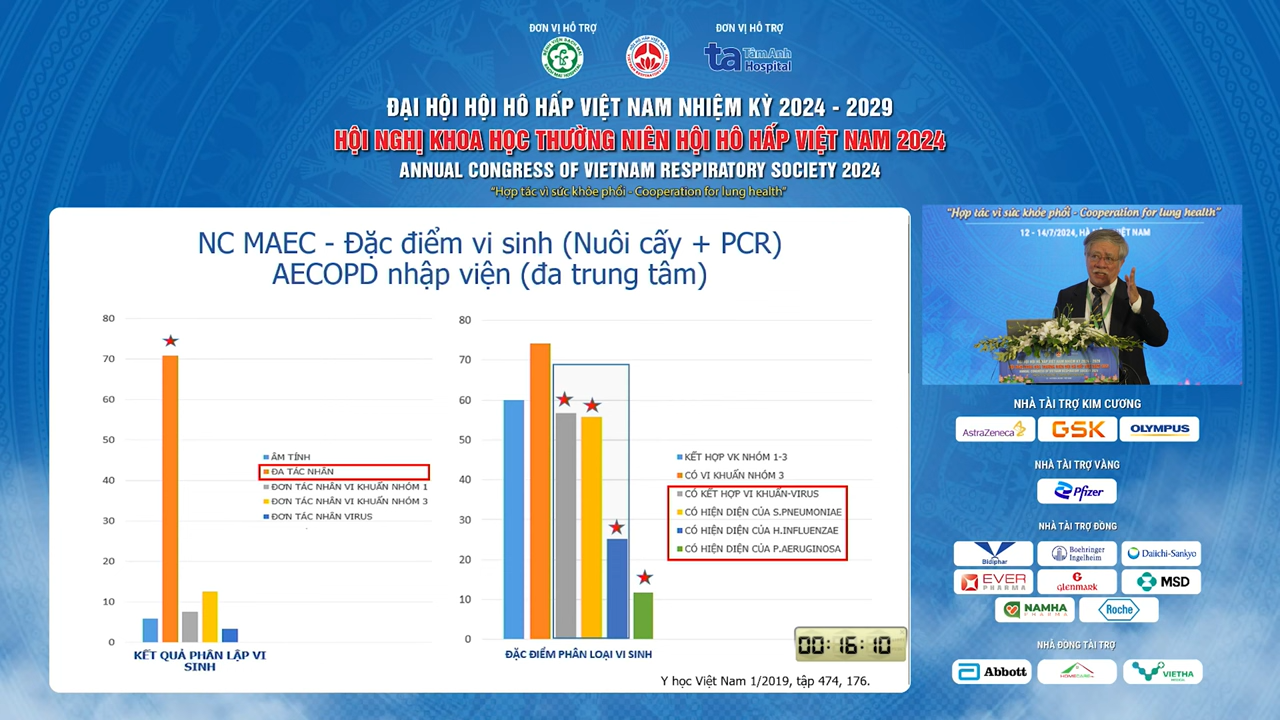 ĐƠN VỊ HỖ TRỢ
ĐƠN VỊ HỖ TRỢ
ta TâmAnh
Hospital
ĐẠI HỘI HỘI HÔ HẤP VIỆT NAM NHIỆM KỲ 2024 - 2029
HỘI NGHỊ KHOA HỌC THƯỜNG NIÊN HỘI HÔ HẤP VIỆT NAM 2024
ANNUAL CONGRESS OF VIETNAM RESPIRATORY SOCIETY 2024
“Hợp tác vì sức khỏe phổi - Cooperation for lung health”
NC MAEC - Đặc điểm vi sinh (Nuôi cấy + PCR)
AECOPD nhập viện (đa trung tâm)
80
70
60
50
40
30
20
10
0
ÂM TÍNH
ĐA TÁC NHÂN
ĐƠN TÁC NHÂN VI KHUẨN NHÓM 1
ĐƠN TÁC NHÂN VI KHUẨN NHÓM 3
ĐƠN TÁC NHÂN VIRUS
KẾT QUẢ PHÂN LẬP VI
SINH
80
70
60
50
40
30
20
10
0
KẾT HỢP VK NHÓM 1-3
CÓ VI KHUẨN NHÓM 3
CÓ KẾT HỢP VI KHUẨN-VIRUS
CÓ HIỆN DIỆN CỦA S.PNEUMONIAE
CÓ HIỆN DIỆN CỦA H.INFLUENZAE
CÓ HIỆN DIỆN CỦA P.AERUGINOSA
ĐẶC ĐIỂM PHÂN LOẠI VI SINH
00:16:10
Y học Việt Nam 1/2019, tập 474, 176.
“Hợp tác vì sức khỏe phổi - Cooperation for lung health”
12 - 14/7/2024, HÀ NAM
NHÀ TÀI TRỢ KIM CƯƠNG
AstraZeneca GSK OLYMPUS
NHÀ TÀI TRỢ VÀNG
Pfizer
NHÀ TÀI TRỢ ĐỒNG
Bidiphar Boehringer Ingelheim Daiichi-Sankyo
EVER PHARMA GLENMARK MSD
NAMHA PHARMA Roche
NHÀ ĐỒNG TÀI TRỢ
Abbott HOMECARE VIETHA